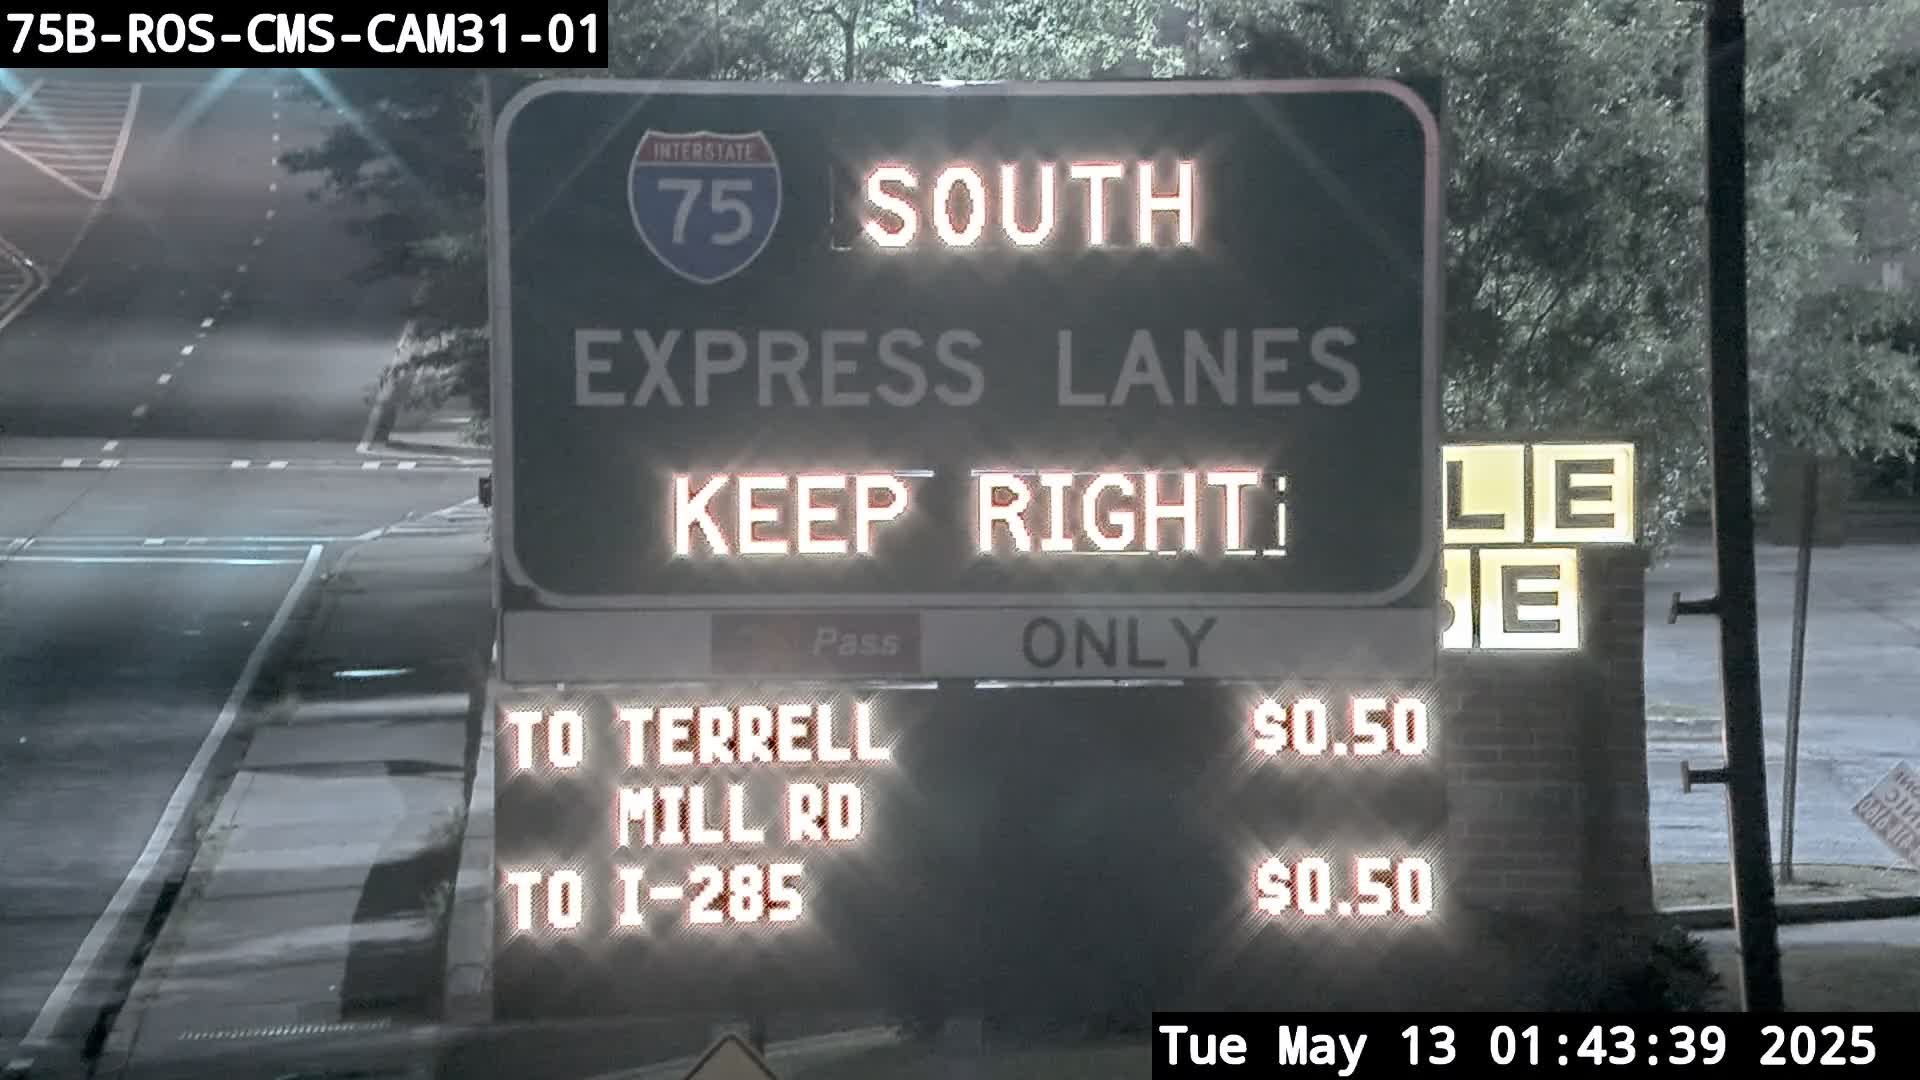 75B-ROS-CMS-CAM31-01
INTERSTATE
75
SOUTH
EXPRESS LANES
KEEP RIGHT
Pass ONLY
LE
E
TO TERRELL $0.50
MILL RD
TO I-285 $0.50
Tue May 13 01:43:39 2025